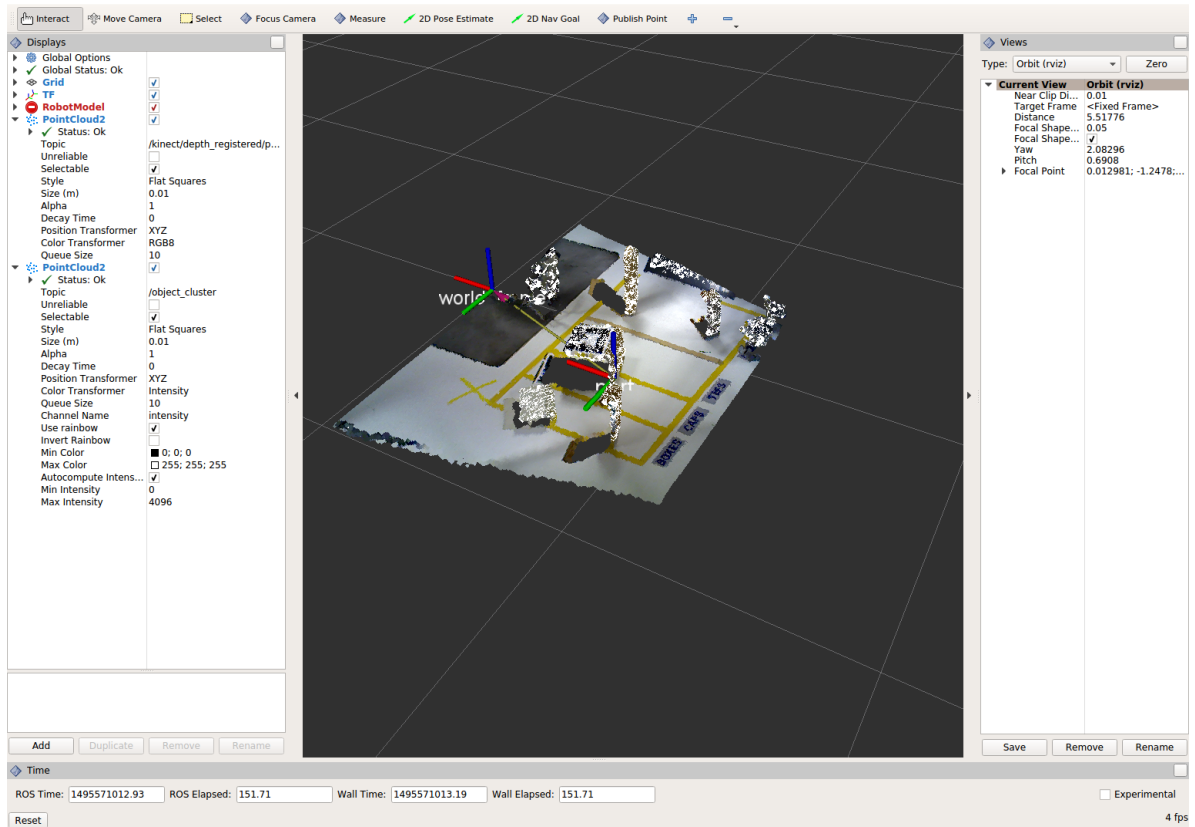 Interact Move Camera Select Focus Camera Measure 2D Pose Estimate 2D Nav Goal Publish Point
Displays
Global Options
Global Status: Ok
Grid
TF
RobotModel
PointCloud2
Status: Ok
Topic /kinect/depth_registered/p...
Unreliable
Selectable
Style Flat Squares
Size (m) 0.01
Alpha 1
Decay Time 0
Position Transformer XYZ
Color Transformer RGB8
Queue Size 10
PointCloud2
Status: Ok
Topic /object_cluster
Unreliable
Selectable
Style Flat Squares
Size (m) 0.01
Alpha 1
Decay Time 0
Position Transformer XYZ
Color Transformer Intensity
Queue Size 10
Channel Name intensity
Use rainbow
Invert Rainbow
Min Color 0; 0; 0
Max Color 255; 255; 255
Autocompute Intens...
Min Intensity 0
Max Intensity 4096
Add Duplicate Remove Rename
BOXES CAPS
Views
Type: Orbit (rviz) Zero
Current View Orbit (rviz)
Near Clip Di... 0.01
Target Frame <Fixed Frame>
Distance 5.51776
Focal Shape... 0.05
Focal Shape...
Yaw 2.08296
Pitch 0.6908
Focal Point 0.012981; -1.2478;...
Save Remove Rename
Time
ROS Time: 1495571012.93 ROS Elapsed: 151.71 Wall Time: 1495571013.19 Wall Elapsed: 151.71 Experimental
Reset 4 fps